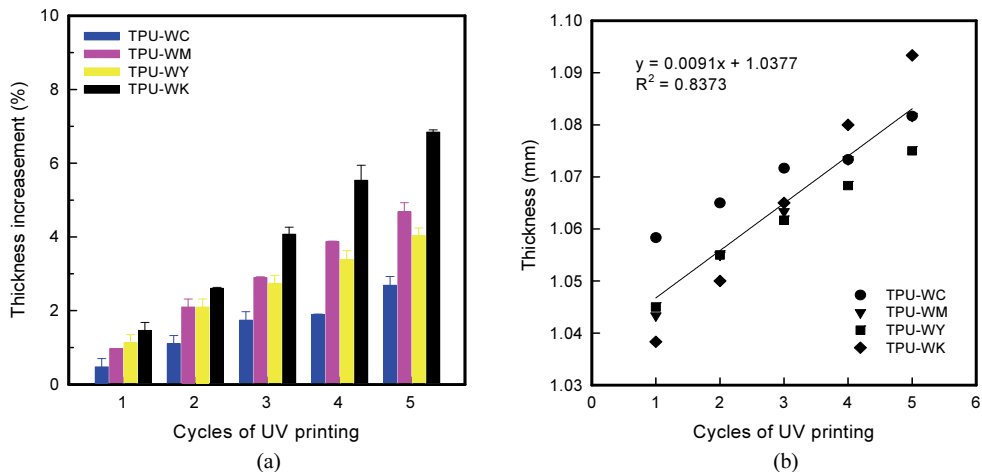 10
8
6
4
2
0
Thickness increasement (%)
TPU-WC
TPU-WM
TPU-WY
TPU-WK
1 2 3 4 5
Cycles of UV printing
(a)
1.10
1.09
1.08
1.07
1.06
1.05
1.04
1.03
Thickness (mm)
y = 0.0091x + 1.0377
R² = 0.8373
TPU-WC
TPU-WM
TPU-WY
TPU-WK
0 1 2 3 4 5 6
Cycles of UV printing
(b)